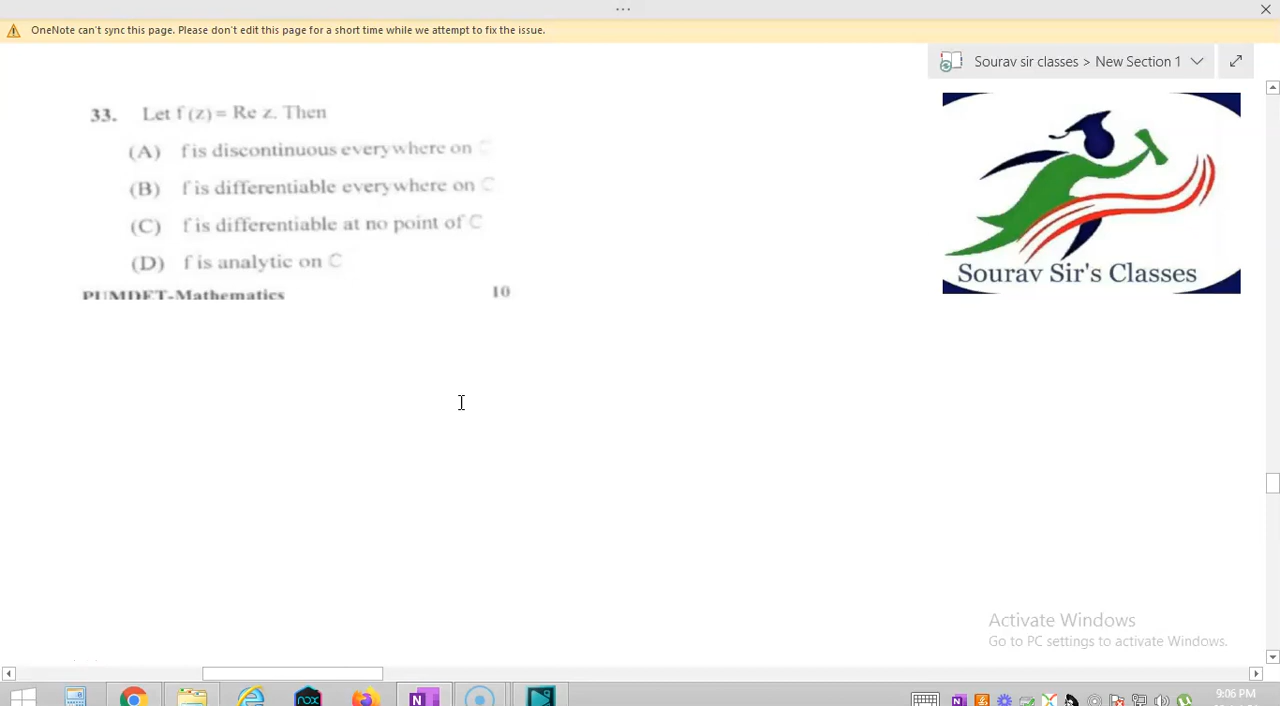 ...
OneNote can't sync this page. Please don't edit this page for a short time while we attempt to fix the issue.
Sourav sir classes > New Section 1
33. Let f (z) = Re z. Then
(A) f is discontinuous everywhere on C
(B) f is differentiable everywhere on C
(C) f is differentiable at no point of C
(D) f is analytic on C
PUMDET-Mathematics 10
Sourav Sir's Classes
Activate Windows
Go to PC settings to activate Windows.
nox
N
9:06 PM